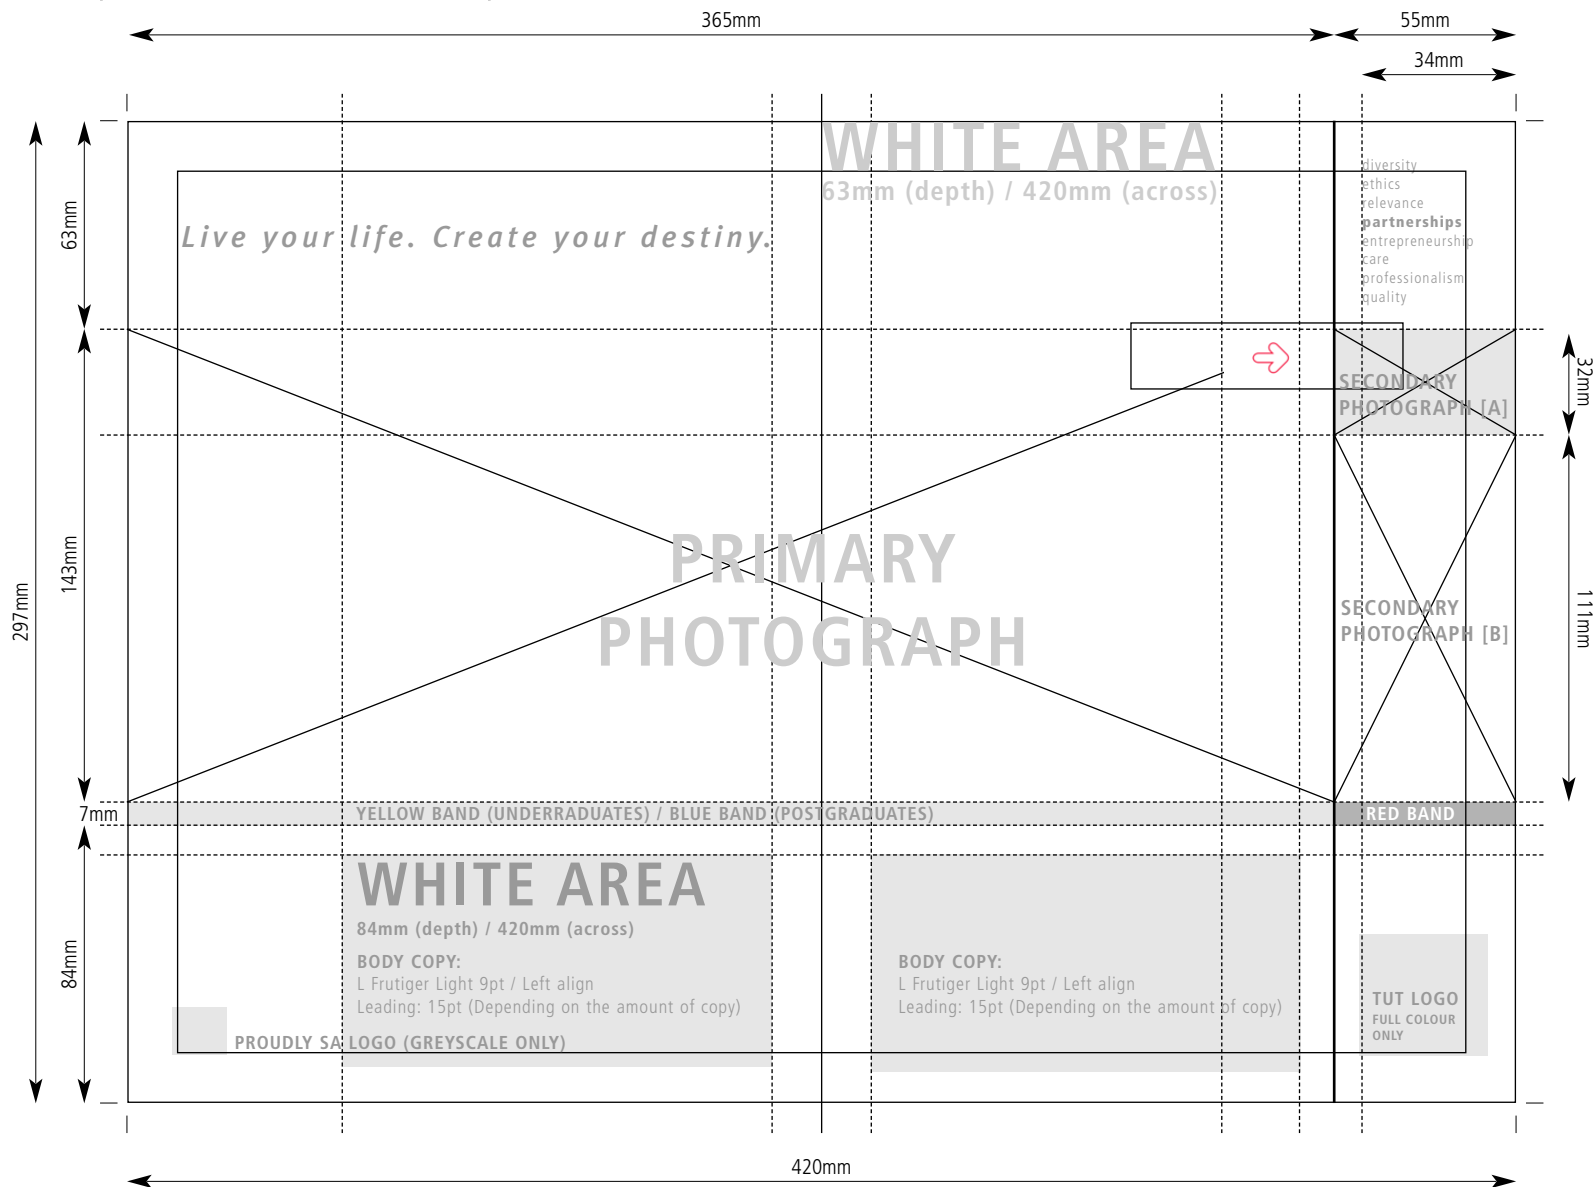 365mm
55mm
34mm
WHITE AREA
63mm (depth) / 420mm (across)
diversity
ethics
relevance
partnerships
entrepreneurship
care
professionalism
quality
Live your life. Create your destiny.
63mm
143mm
297mm
7mm
84mm
32mm
111mm
SECONDARY
PHOTOGRAPH [A]
PRIMARY
PHOTOGRAPH
SECONDARY
PHOTOGRAPH [B]
YELLOW BAND (UNDERRADUATES) / BLUE BAND (POSTGRADUATES)
RED BAND
WHITE AREA
84mm (depth) / 420mm (across)
BODY COPY:
L Frutiger Light 9pt / Left align
Leading: 15pt (Depending on the amount of copy)
BODY COPY:
L Frutiger Light 9pt / Left align
Leading: 15pt (Depending on the amount of copy)
TUT LOGO
FULL COLOUR
ONLY
PROUDLY SA LOGO (GREYSCALE ONLY)
420mm